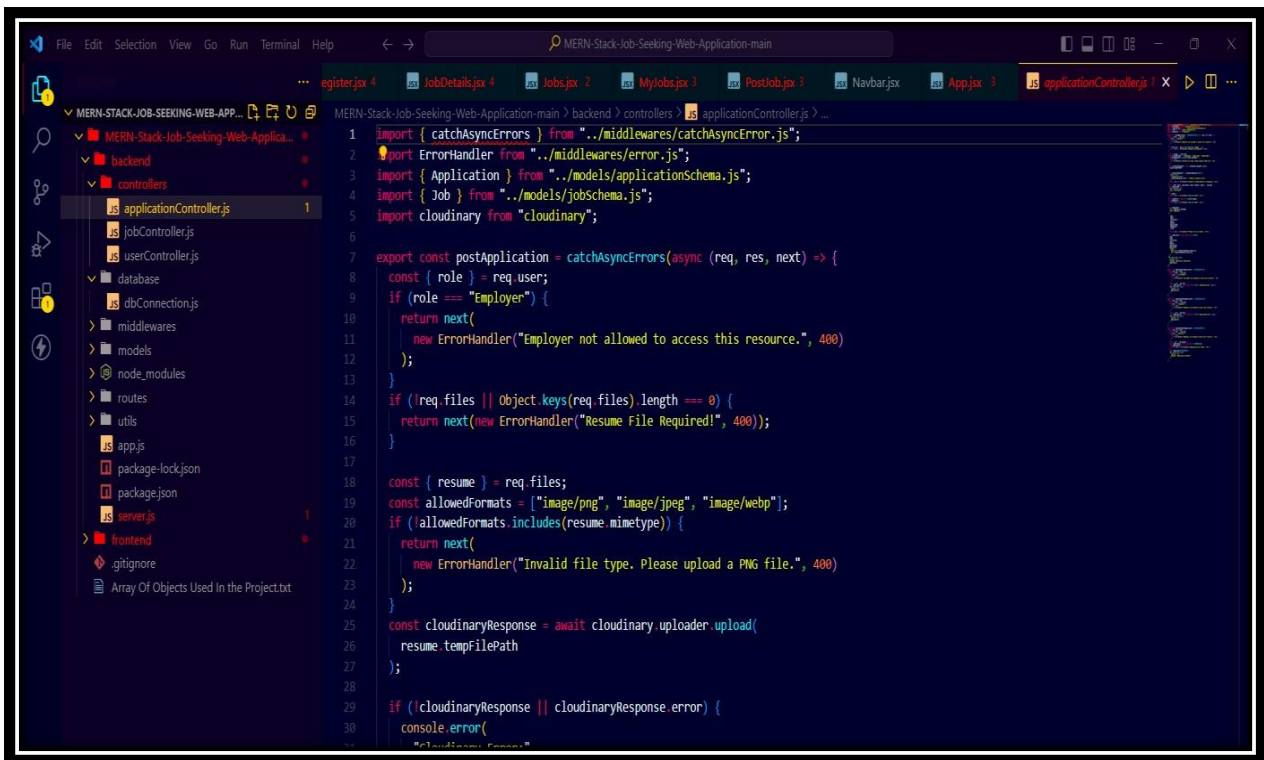 File Edit Selection View Go Run Terminal Help
MERN-Stack-Job-Seeking-Web-Application-main
egister.jsx 4 JobDetails.jsx 4 Jobs.jsx 2 MyJobs.jsx 3 PostJob.jsx 3 Navbar.jsx App.jsx 3 applicationController.js 1
MERN-STACK-JOB-SEEKING-WEB-APP...
MERN-Stack-Job-Seeking-Web-Applica...
backend
controllers
JS applicationController.js 1
JS jobController.js
JS userController.js
database
JS dbConnection.js
middlewares
models
node_modules
routes
utils
JS app.js
package-lock.json
package.json
JS server.js 1
frontend
.gitignore
Array Of Objects Used In the Project.txt
MERN-Stack-Job-Seeking-Web-Application-main > backend > controllers > JS applicationController.js > ...
1 import { catchAsyncErrors } from "../middlewares/catchAsyncError.js";
2 import ErrorHandler from "../middlewares/error.js";
3 import { Application } from "../models/applicationSchema.js";
4 import { Job } from "../models/jobSchema.js";
5 import cloudinary from "cloudinary";
6
7 export const postApplication = catchAsyncErrors(async (req, res, next) => {
8 const { role } = req.user;
9 if (role === "Employer") {
10 return next(
11 new ErrorHandler("Employer not allowed to access this resource.", 400)
12 );
13 }
14 if (!req.files || Object.keys(req.files).length === 0) {
15 return next(new ErrorHandler("Resume File Required!", 400));
16 }
17
18 const { resume } = req.files;
19 const allowedFormats = ["image/png", "image/jpeg", "image/webp"];
20 if (!allowedFormats.includes(resume.mimetype)) {
21 return next(
22 new ErrorHandler("Invalid file type. Please upload a PNG file.", 400)
23 );
24 }
25 const cloudinaryResponse = await cloudinary.uploader.upload(
26 resume.tempFilePath
27 );
28
29 if (!cloudinaryResponse || cloudinaryResponse.error) {
30 console.error(
31 "Cloudinary Error:"